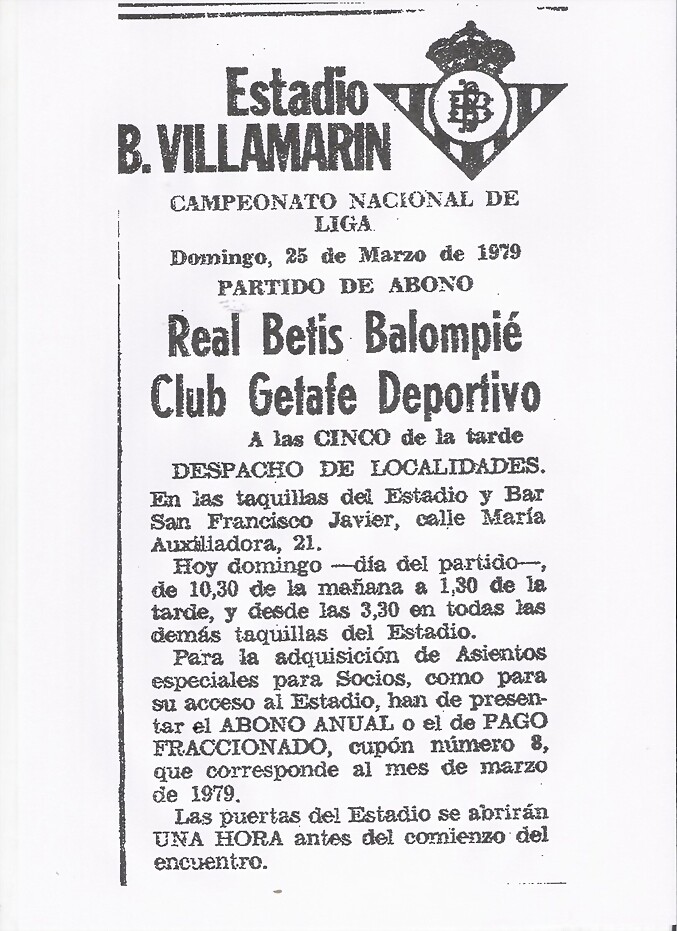 Estadio
B. VILLAMARIN
CAMPEONATO NACIONAL DE
LIGA
Domingo, 25 de Marzo de 1979
PARTIDO DE ABONO
Real Betis Balompié
Club Getafe Deportivo
A las CINCO de la tarde
DESPACHO DE LOCALIDADES.
En las taquillas del Estadio y Bar
San Francisco Javier, calle María
Auxiliadora, 21.
Hoy domingo —día del partido—,
de 10,30 de la mañana a 1,30 de la
tarde, y desde las 3,30 en todas las
demás taquillas del Estadio.
Para la adquisición de Asientos
especiales para Socios, como para
su acceso al Estadio, han de presen-
tar el ABONO ANUAL o el de PAGO
FRACCIONADO, cupón número 8,
que corresponde al mes de marzo
de 1979.
Las puertas del Estadio se abrirán
UNA HORA antes del comienzo del
encuentro.